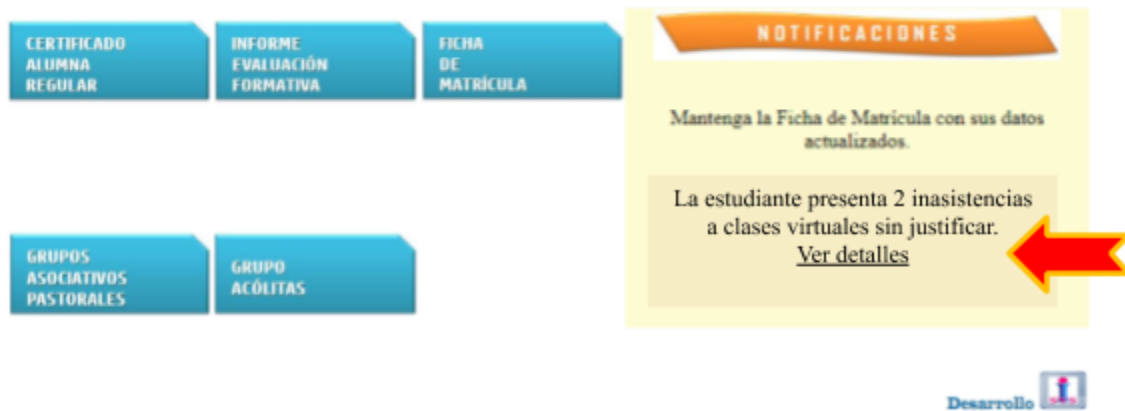 CERTIFICADO
ALUMNA
REGULAR
INFORME
EVALUACIÓN
FORMATIVA
FICHA
DE
MATRÍCULA
NOTIFICACIONES
Mantenga la Ficha de Matricula con sus datos
actualizados.
La estudiante presenta 2 inasistencias
a clases virtuales sin justificar.
Ver detalles
GRUPOS
ASOCIATIVOS
PASTORALES
GRUPO
ACÓLITAS
Desarrollo